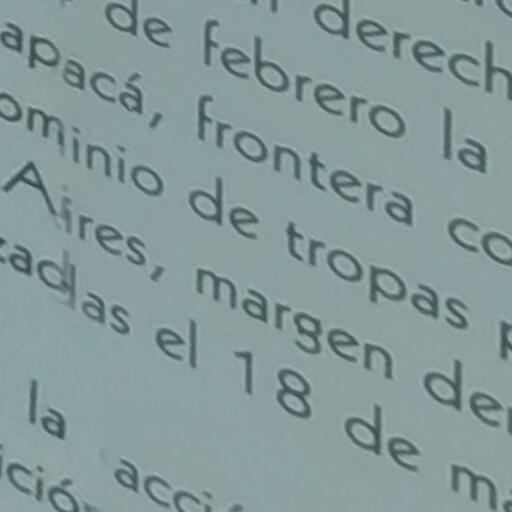 de derech
apacá, de febrero la
ominio frontera co
Aires, de tropas
zadas margen de
el 18 de
la
acci